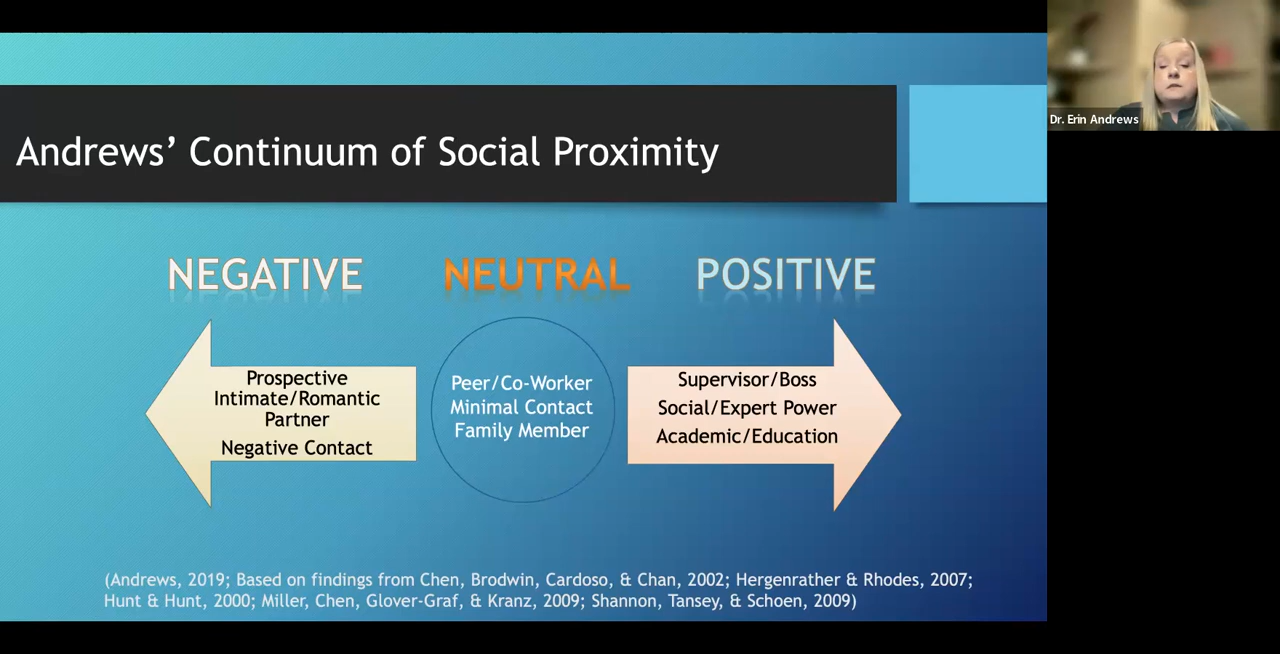 Andrews’ Continuum of Social Proximity
NEGATIVE
NEUTRAL
POSITIVE
Prospective
Intimate/Romantic
Partner
Negative Contact
Peer/Co-Worker
Minimal Contact
Family Member
Supervisor/Boss
Social/Expert Power
Academic/Education
(Andrews, 2019; Based on findings from Chen, Brodwin, Cardoso, & Chan, 2002; Hergenrather & Rhodes, 2007;
Hunt & Hunt, 2000; Miller, Chen, Glover-Graf, & Kranz, 2009; Shannon, Tansey, & Schoen, 2009)
Dr. Erin Andrews